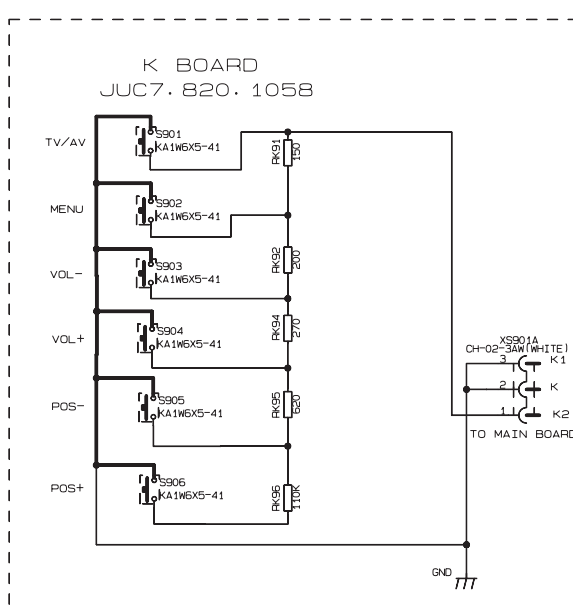 K BOARD
JUC7. 820. 1058
TV/AV
S901
KA1W6X5-41
RK91
150
MENU
S902
KA1W6X5-41
VOL-
S903
KA1W6X5-41
RK92
200
VOL+
S904
KA1W6X5-41
RK94
270
XS901A
CH-02-3AW(WHITE)
3
K1
2
K
1
K2
TO MAIN BOARD
POS-
S905
KA1W6X5-41
RK95
620
POS+
S906
KA1W6X5-41
RK96
110K
GND